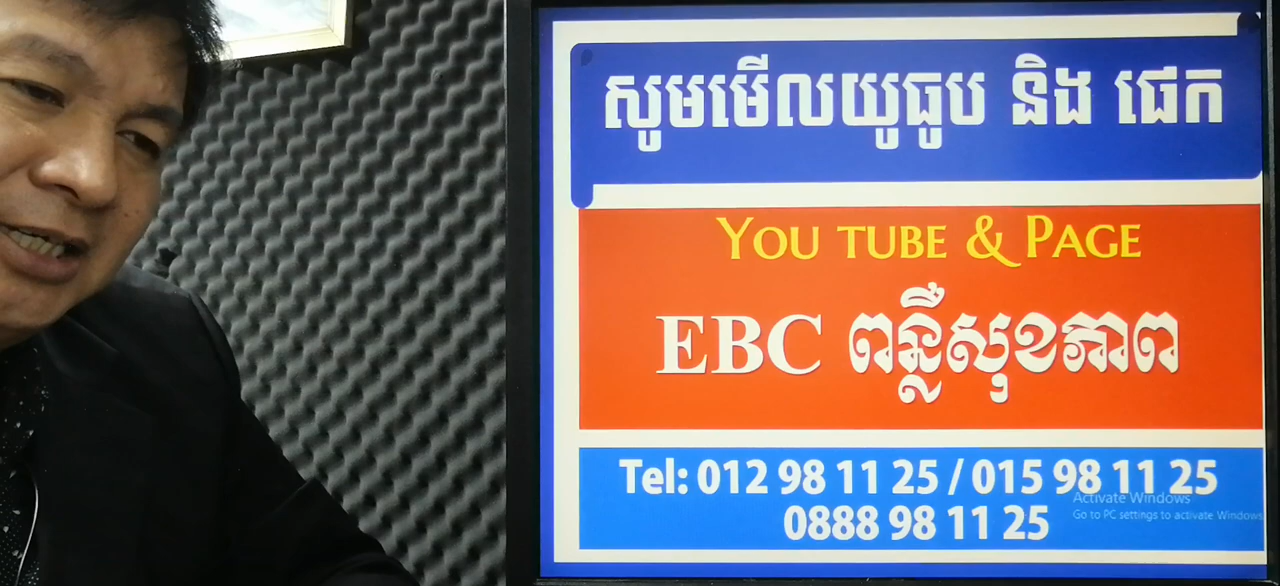 សូមមើលយូធូប និង ផេក
YOU TUBE & PAGE
EBC ពន្លឺសុខភាព
Tel: 012 98 11 25 / 015 98 11 25
0888 98 11 25
Activate Windows
Go to PC settings to activate Windows